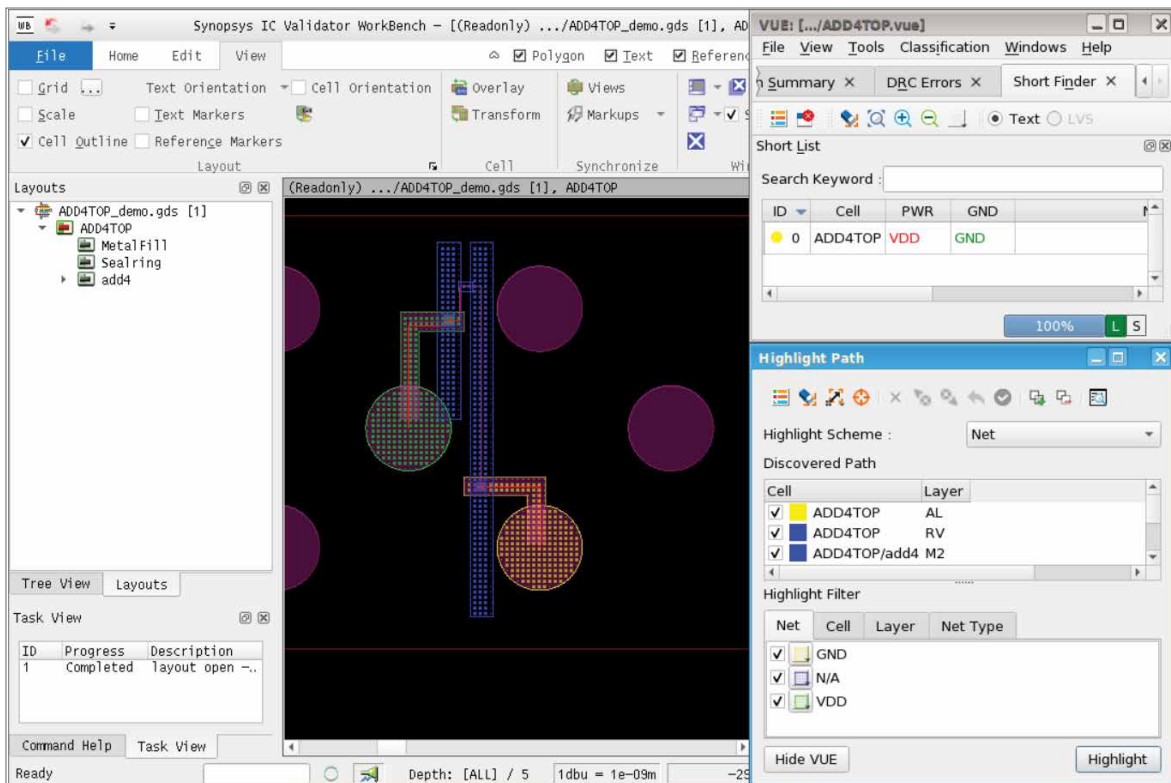 WB Synopsys IC Validator WorkBench - [(Readonly) .../ADD4TOP_demo.gds [1], AD
File Home Edit View Polygon Text Referenc
Grid ... Text Orientation Cell Orientation Overlay Views
Scale Text Markers Transform Markups S
Cell Outline Reference Markers
Layout Cell Synchronize Wi
Layouts
ADD4TOP_demo.gds [1]
ADD4TOP
MetalFill
Sealring
add4
Tree View Layouts
Task View
ID Progress Description
1 Completed layout open –..
Command Help Task View
Ready
(Readonly) .../ADD4TOP_demo.gds [1], ADD4TOP
Depth: [ALL] / 5 1dbu = 1e-09m -29
VUE: [.../ADD4TOP.vue]
File View Tools Classification Windows Help
Summary DRC Errors Short Finder
Text LVS
Short List
Search Keyword :
ID Cell PWR GND
0 ADD4TOP VDD GND
100% L S
Highlight Path
Highlight Scheme : Net
Discovered Path
Cell Layer
ADD4TOP AL
ADD4TOP RV
ADD4TOP/add4 M2
Highlight Filter
Net Cell Layer Net Type
GND
N/A
VDD
Hide VUE Highlight